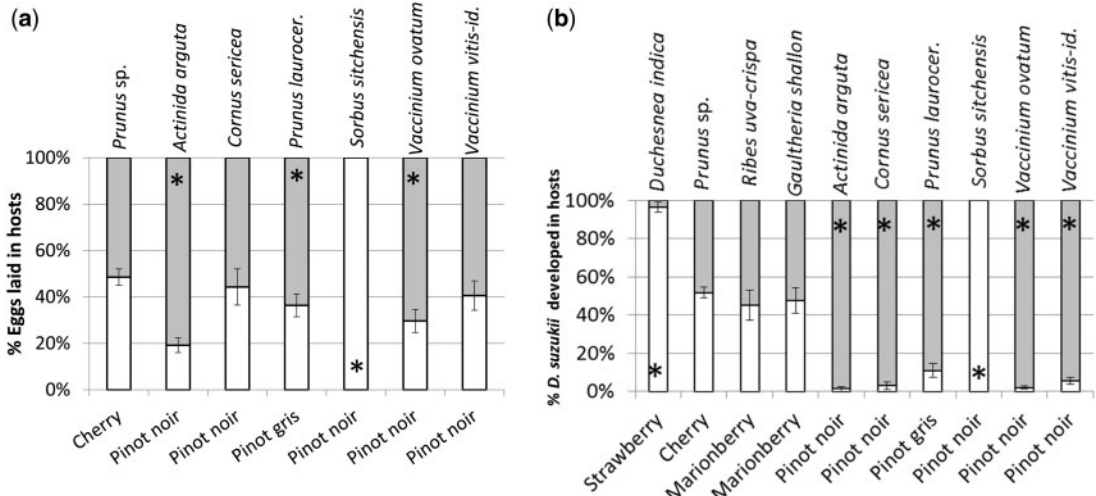 (a)
Prunus sp.
Actinida arguta
Cornus sericea
Prunus laurocer.
Sorbus sitchensis
Vaccinium ovatum
Vaccinium vitis-id.
% Eggs laid in hosts
100%
80%
60%
40%
20%
0%
*
*
*
*
Cherry
Pinot noir
Pinot noir
Pinot gris
Pinot noir
Pinot noir
Pinot noir
(b)
Duchesnea indica
Prunus sp.
Ribes uva-crispa
Gaultheria shallon
Actinida arguta
Cornus sericea
Prunus laurocer.
Sorbus sitchensis
Vaccinium ovatum
Vaccinium vitis-id.
% D. suzukii developed in hosts
100%
80%
60%
40%
20%
0%
*
*
*
*
*
*
*
Strawberry
Cherry
Marionberry
Marionberry
Pinot noir
Pinot noir
Pinot gris
Pinot noir
Pinot noir
Pinot noir